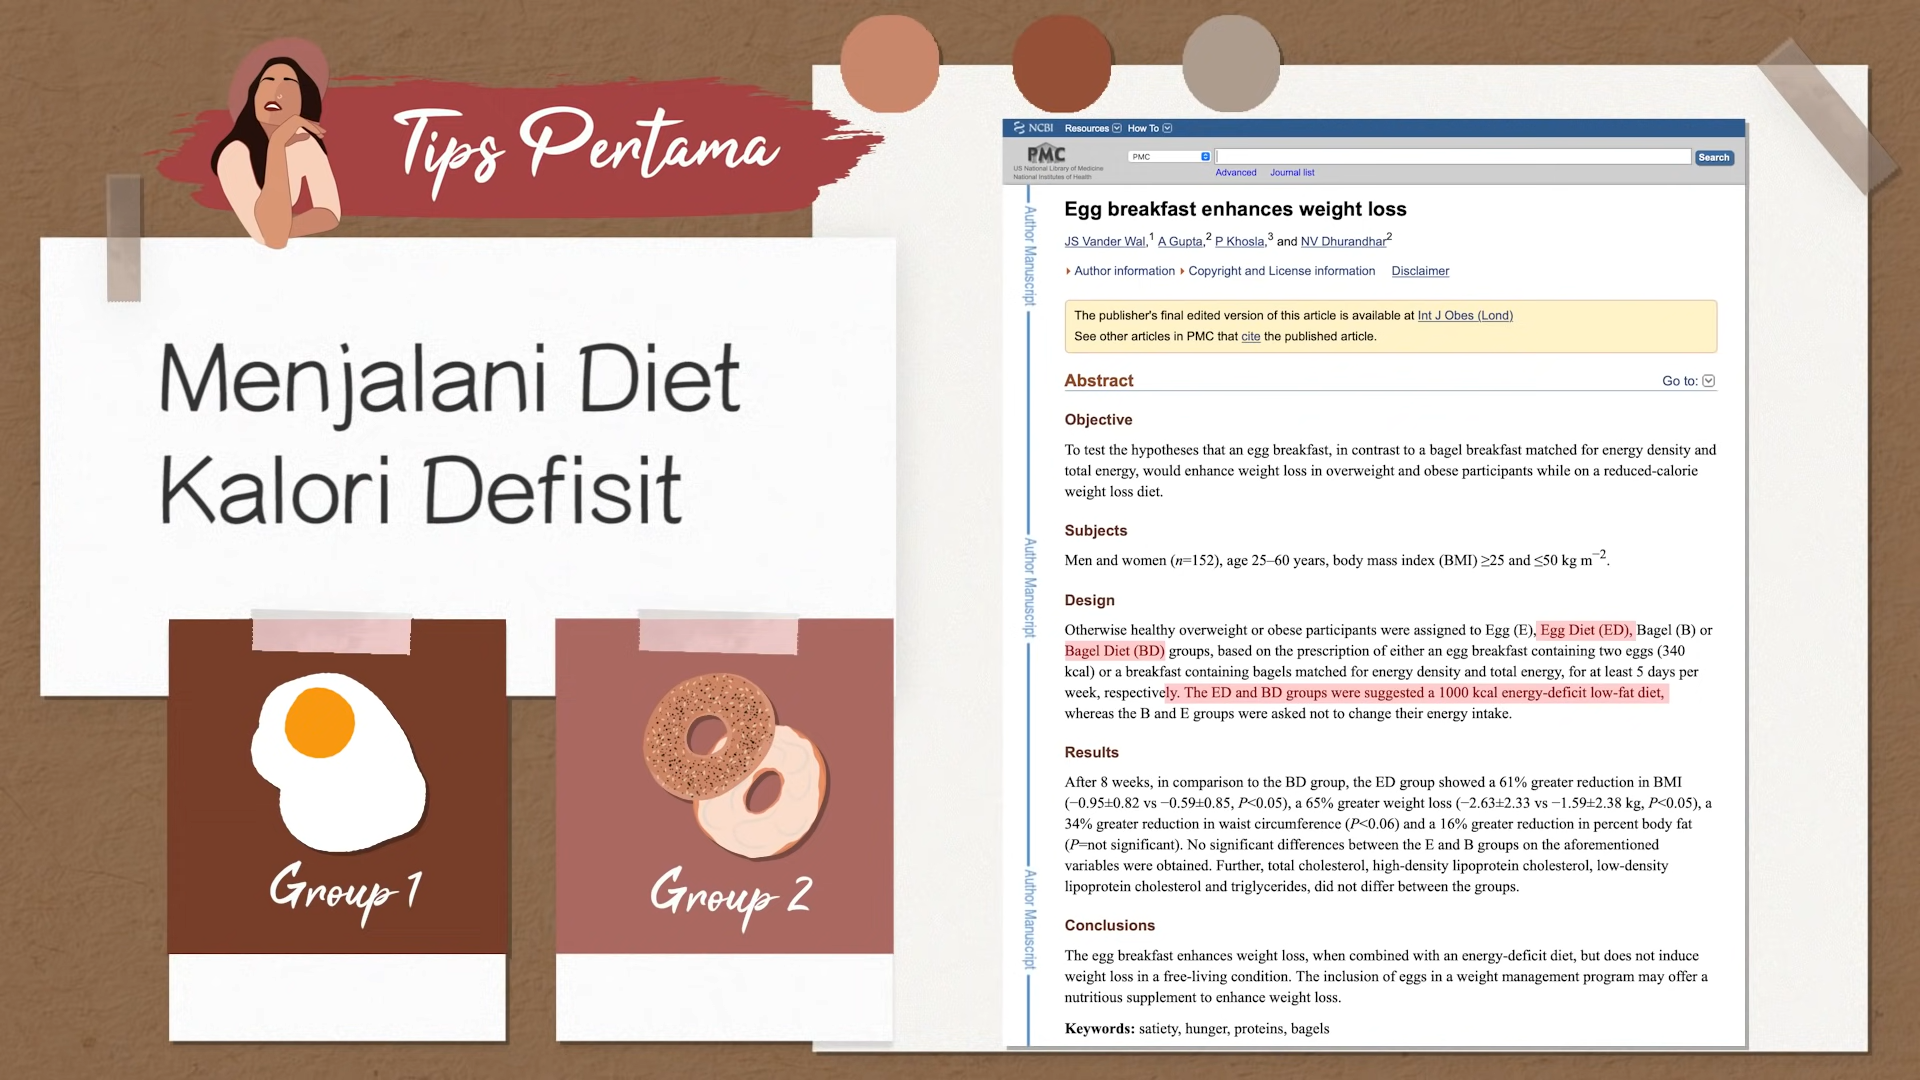 Tips Pertama
Menjalani Diet
Kalori Defisit
Group 1
Group 2
NCBI Resources How To
PMC
US National Library of Medicine
National Institutes of Health
PMC
Search
Advanced Journal list
Author Manuscript
Author Manuscript
Author Manuscript
Egg breakfast enhances weight loss
JS Vander Wal,1 A Gupta,2 P Khosla,3 and NV Dhurandhar2
Author information Copyright and License information Disclaimer
The publisher's final edited version of this article is available at Int J Obes (Lond)
See other articles in PMC that cite the published article.
Abstract Go to:
Objective
To test the hypotheses that an egg breakfast, in contrast to a bagel breakfast matched for energy density and
total energy, would enhance weight loss in overweight and obese participants while on a reduced-calorie
weight loss diet.
Subjects
Men and women (n=152), age 25–60 years, body mass index (BMI) ≥25 and ≤50 kg m−2.
Design
Otherwise healthy overweight or obese participants were assigned to Egg (E), Egg Diet (ED), Bagel (B) or
Bagel Diet (BD) groups, based on the prescription of either an egg breakfast containing two eggs (340
kcal) or a breakfast containing bagels matched for energy density and total energy, for at least 5 days per
week, respectively. The ED and BD groups were suggested a 1000 kcal energy-deficit low-fat diet,
whereas the B and E groups were asked not to change their energy intake.
Results
After 8 weeks, in comparison to the BD group, the ED group showed a 61% greater reduction in BMI
(−0.95±0.82 vs −0.59±0.85, P<0.05), a 65% greater weight loss (−2.63±2.33 vs −1.59±2.38 kg, P<0.05), a
34% greater reduction in waist circumference (P<0.06) and a 16% greater reduction in percent body fat
(P=not significant). No significant differences between the E and B groups on the aforementioned
variables were obtained. Further, total cholesterol, high-density lipoprotein cholesterol, low-density
lipoprotein cholesterol and triglycerides, did not differ between the groups.
Conclusions
The egg breakfast enhances weight loss, when combined with an energy-deficit diet, but does not induce
weight loss in a free-living condition. The inclusion of eggs in a weight management program may offer a
nutritious supplement to enhance weight loss.
Keywords: satiety, hunger, proteins, bagels